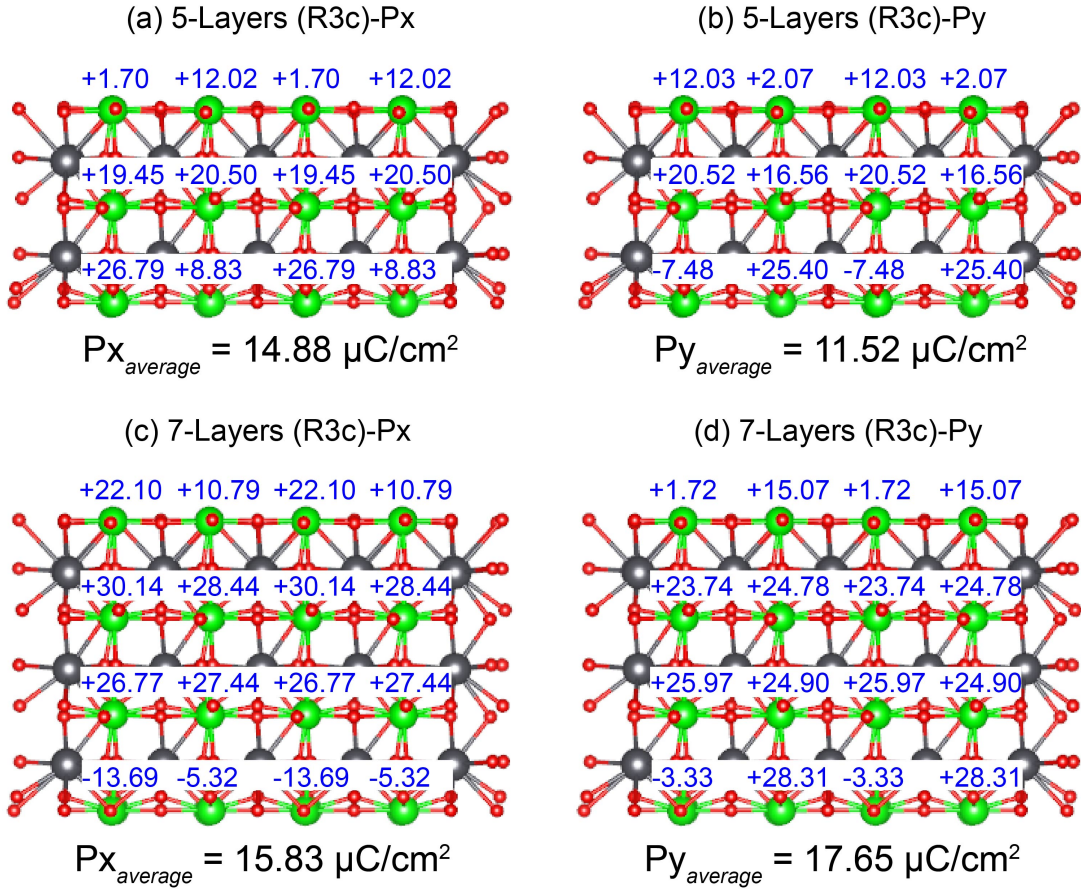 (a) 5-Layers (R3c)-Px
+1.70 +12.02 +1.70 +12.02
+19.45 +20.50 +19.45 +20.50
+26.79 +8.83 +26.79 +8.83
Pxaverage = 14.88 µC/cm²
(b) 5-Layers (R3c)-Py
+12.03 +2.07 +12.03 +2.07
+20.52 +16.56 +20.52 +16.56
-7.48 +25.40 -7.48 +25.40
Pyaverage = 11.52 µC/cm²
(c) 7-Layers (R3c)-Px
+22.10 +10.79 +22.10 +10.79
+30.14 +28.44 +30.14 +28.44
+26.77 +27.44 +26.77 +27.44
-13.69 -5.32 -13.69 -5.32
Pxaverage = 15.83 µC/cm²
(d) 7-Layers (R3c)-Py
+1.72 +15.07 +1.72 +15.07
+23.74 +24.78 +23.74 +24.78
+25.97 +24.90 +25.97 +24.90
-3.33 +28.31 -3.33 +28.31
Pyaverage = 17.65 µC/cm²